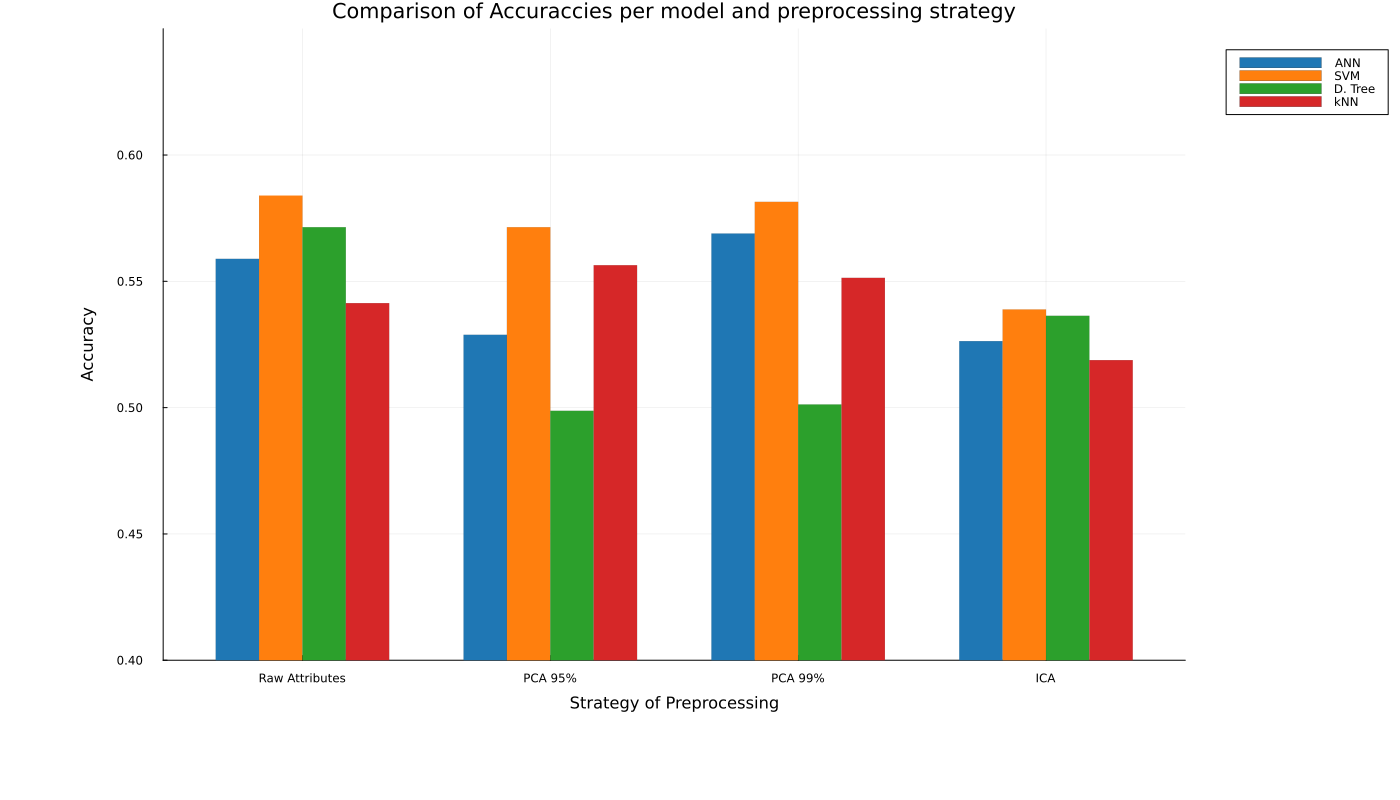 Comparison of Accuraccies per model and preprocessing strategy
ANN
SVM
D. Tree
kNN
0.60
0.55
0.50
0.45
0.40
Accuracy
Raw Attributes
PCA 95%
PCA 99%
ICA
Strategy of Preprocessing